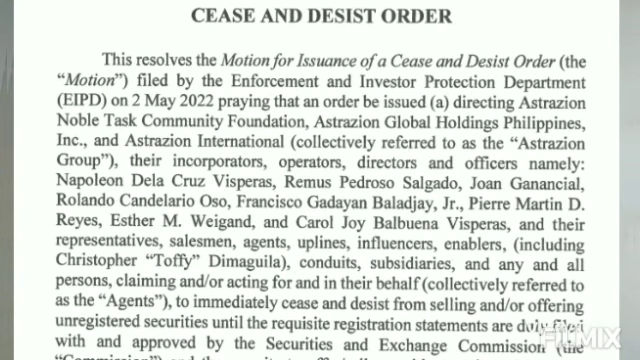 CEASE AND DESIST ORDER
This resolves the Motion for Issuance of a Cease and Desist Order (the
“Motion”) filed by the Enforcement and Investor Protection Department
(EIPD) on 2 May 2022 praying that an order be issued (a) directing Astrazion
Noble Task Community Foundation, Astrazion Global Holdings Philippines,
Inc., and Astrazion International (collectively referred to as the “Astrazion
Group”), their incorporators, operators, directors and officers namely:
Napoleon Dela Cruz Visperas, Remus Pedroso Salgado, Joan Ganancial,
Rolando Candelario Oso, Francisco Gadayan Baladjay, Jr., Pierre Martin D.
Reyes, Esther M. Weigand, and Carol Joy Balbuena Visperas, and their
representatives, salesmen, agents, uplines, influencers, enablers, (including
Christopher “Toffy” Dimaguila), conduits, subsidiaries, and any and all
persons, claiming and/or acting for and in their behalf (collectively referred to
as the “Agents”), to immediately cease and desist from selling and/or offering
unregistered securities until the requisite registration statements are duly filed
with and approved by the Securities and Exchange Commission (the
FILMIX